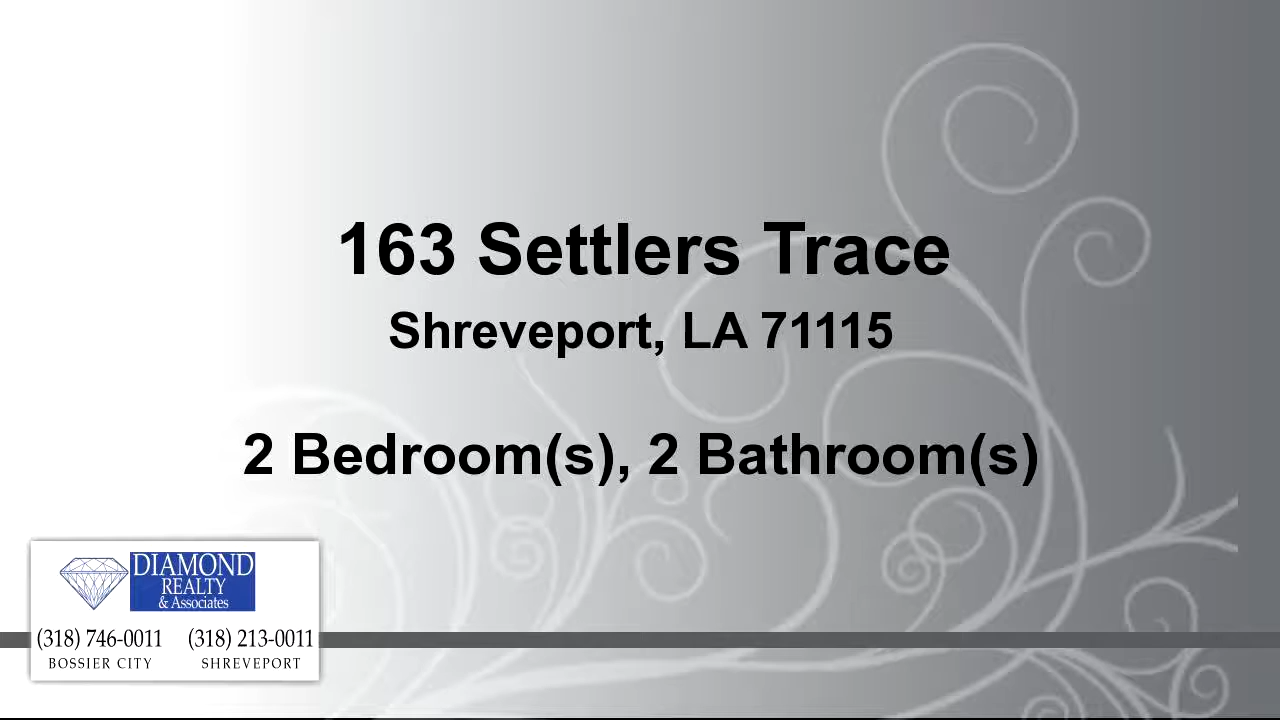 163 Settlers Trace
Shreveport, LA 71115
2 Bedroom(s), 2 Bathroom(s)
DIAMOND
REALTY
& Associates
(318) 746-0011 (318) 213-0011
BOSSIER CITY SHREVEPORT